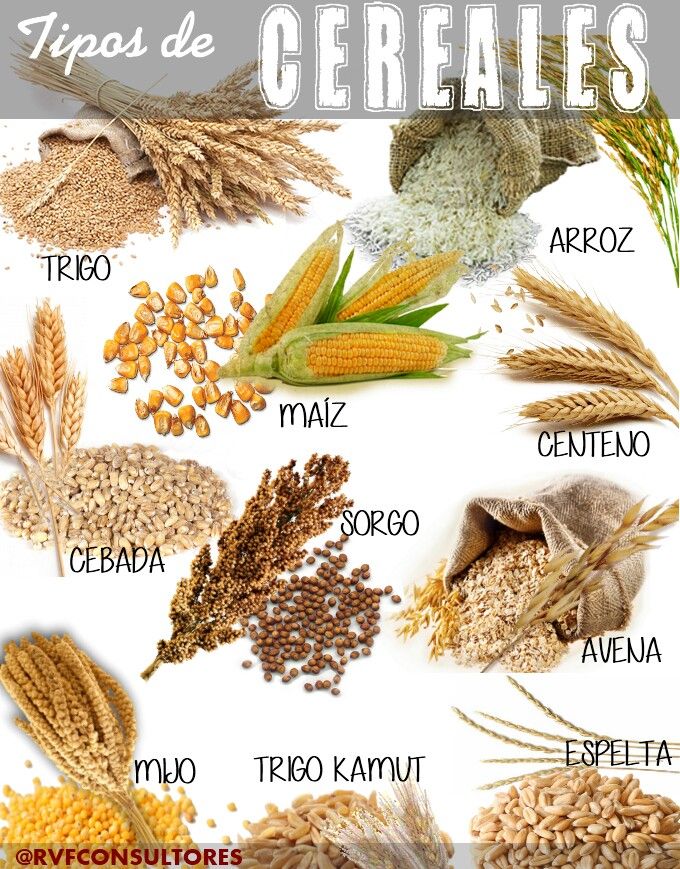 Tipos de CEREALES
TRIGO
ARROZ
MAÍZ
CENTENO
CEBADA
SORGO
AVENA
MIJO
TRIGO KAMUT
ESPELTA
@RVFCONSULTORES